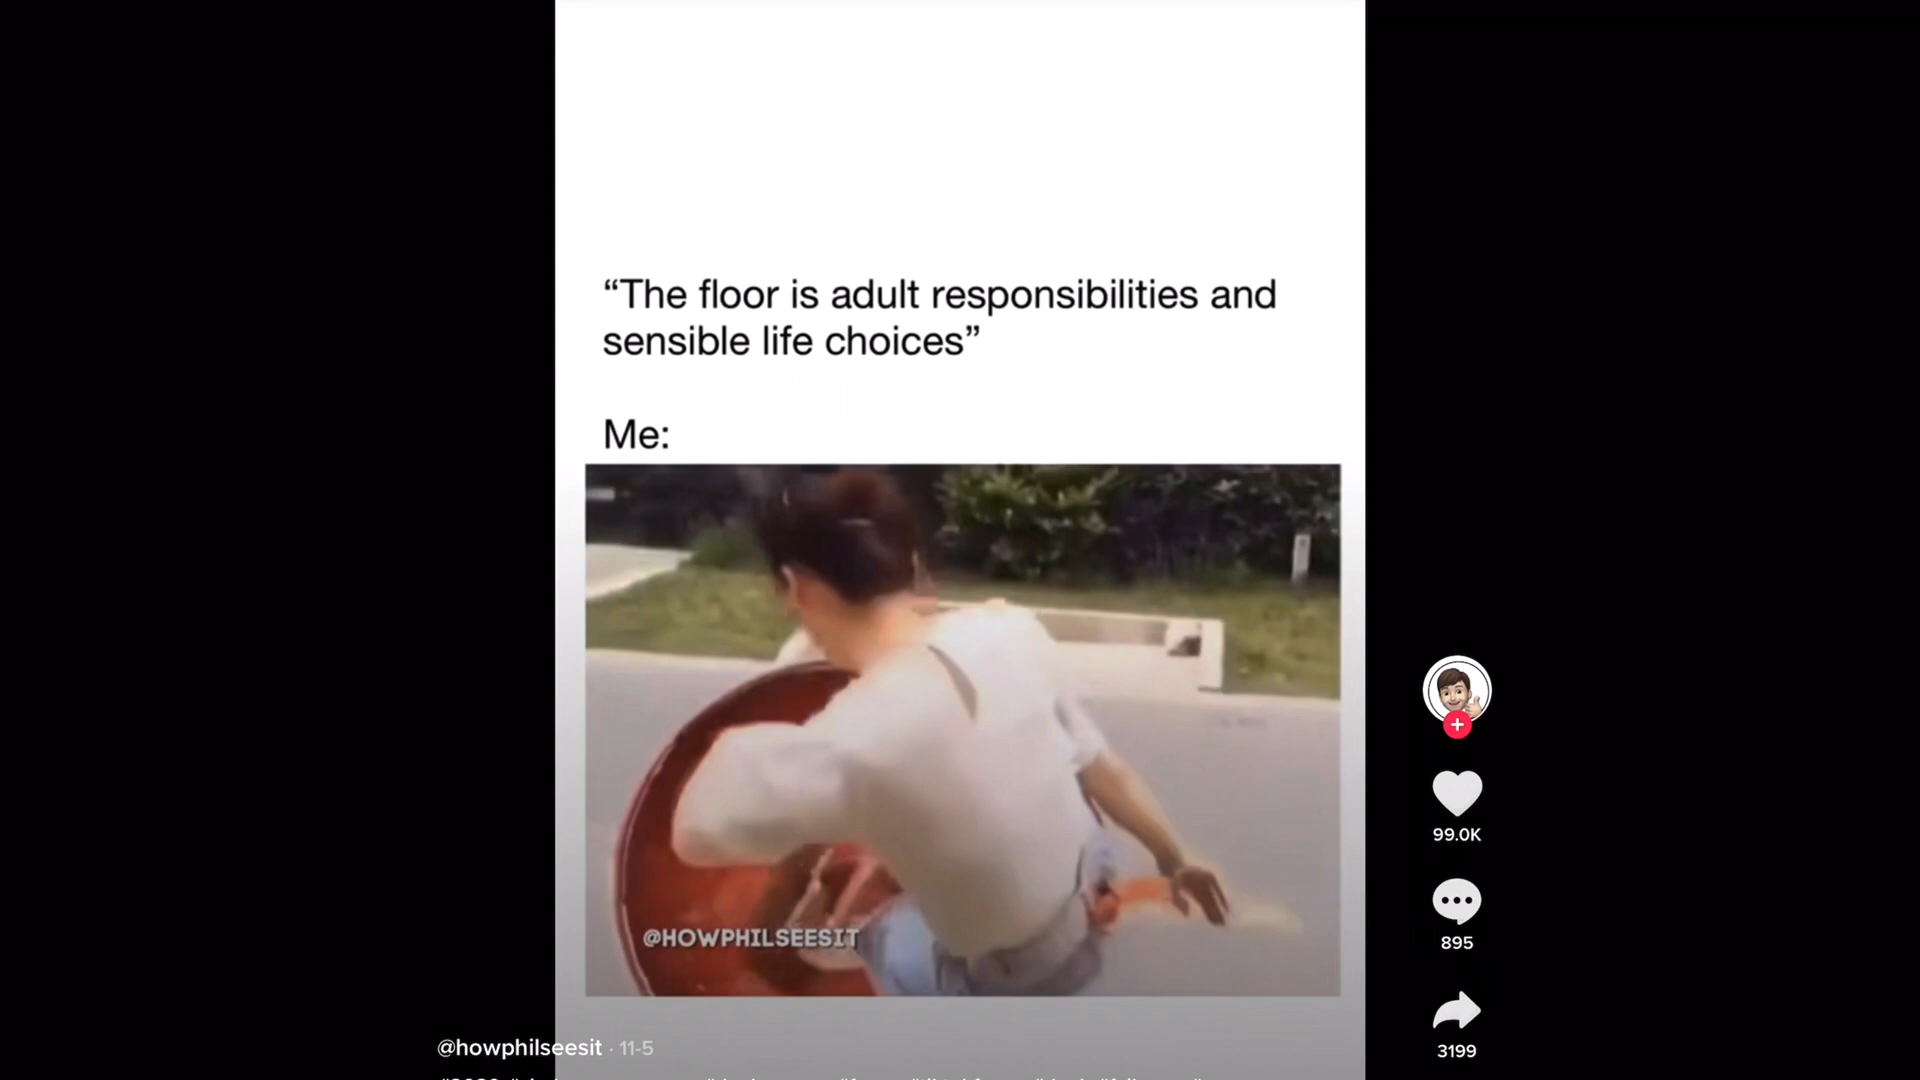 “The floor is adult responsibilities and
sensible life choices”
Me:
@HOWPHILSEESIT
99.0K
895
3199
@howphilseesit · 11-5